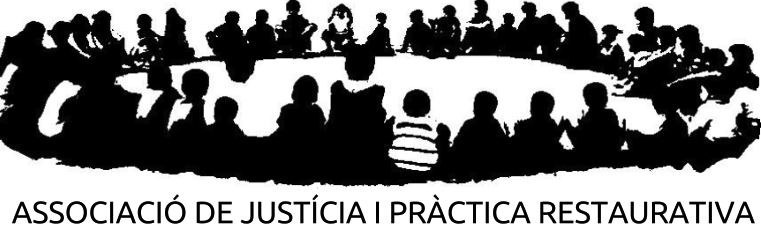 ASSOCIACIÓ DE JUSTÍCIA I PRÀCTICA RESTAURATIVA